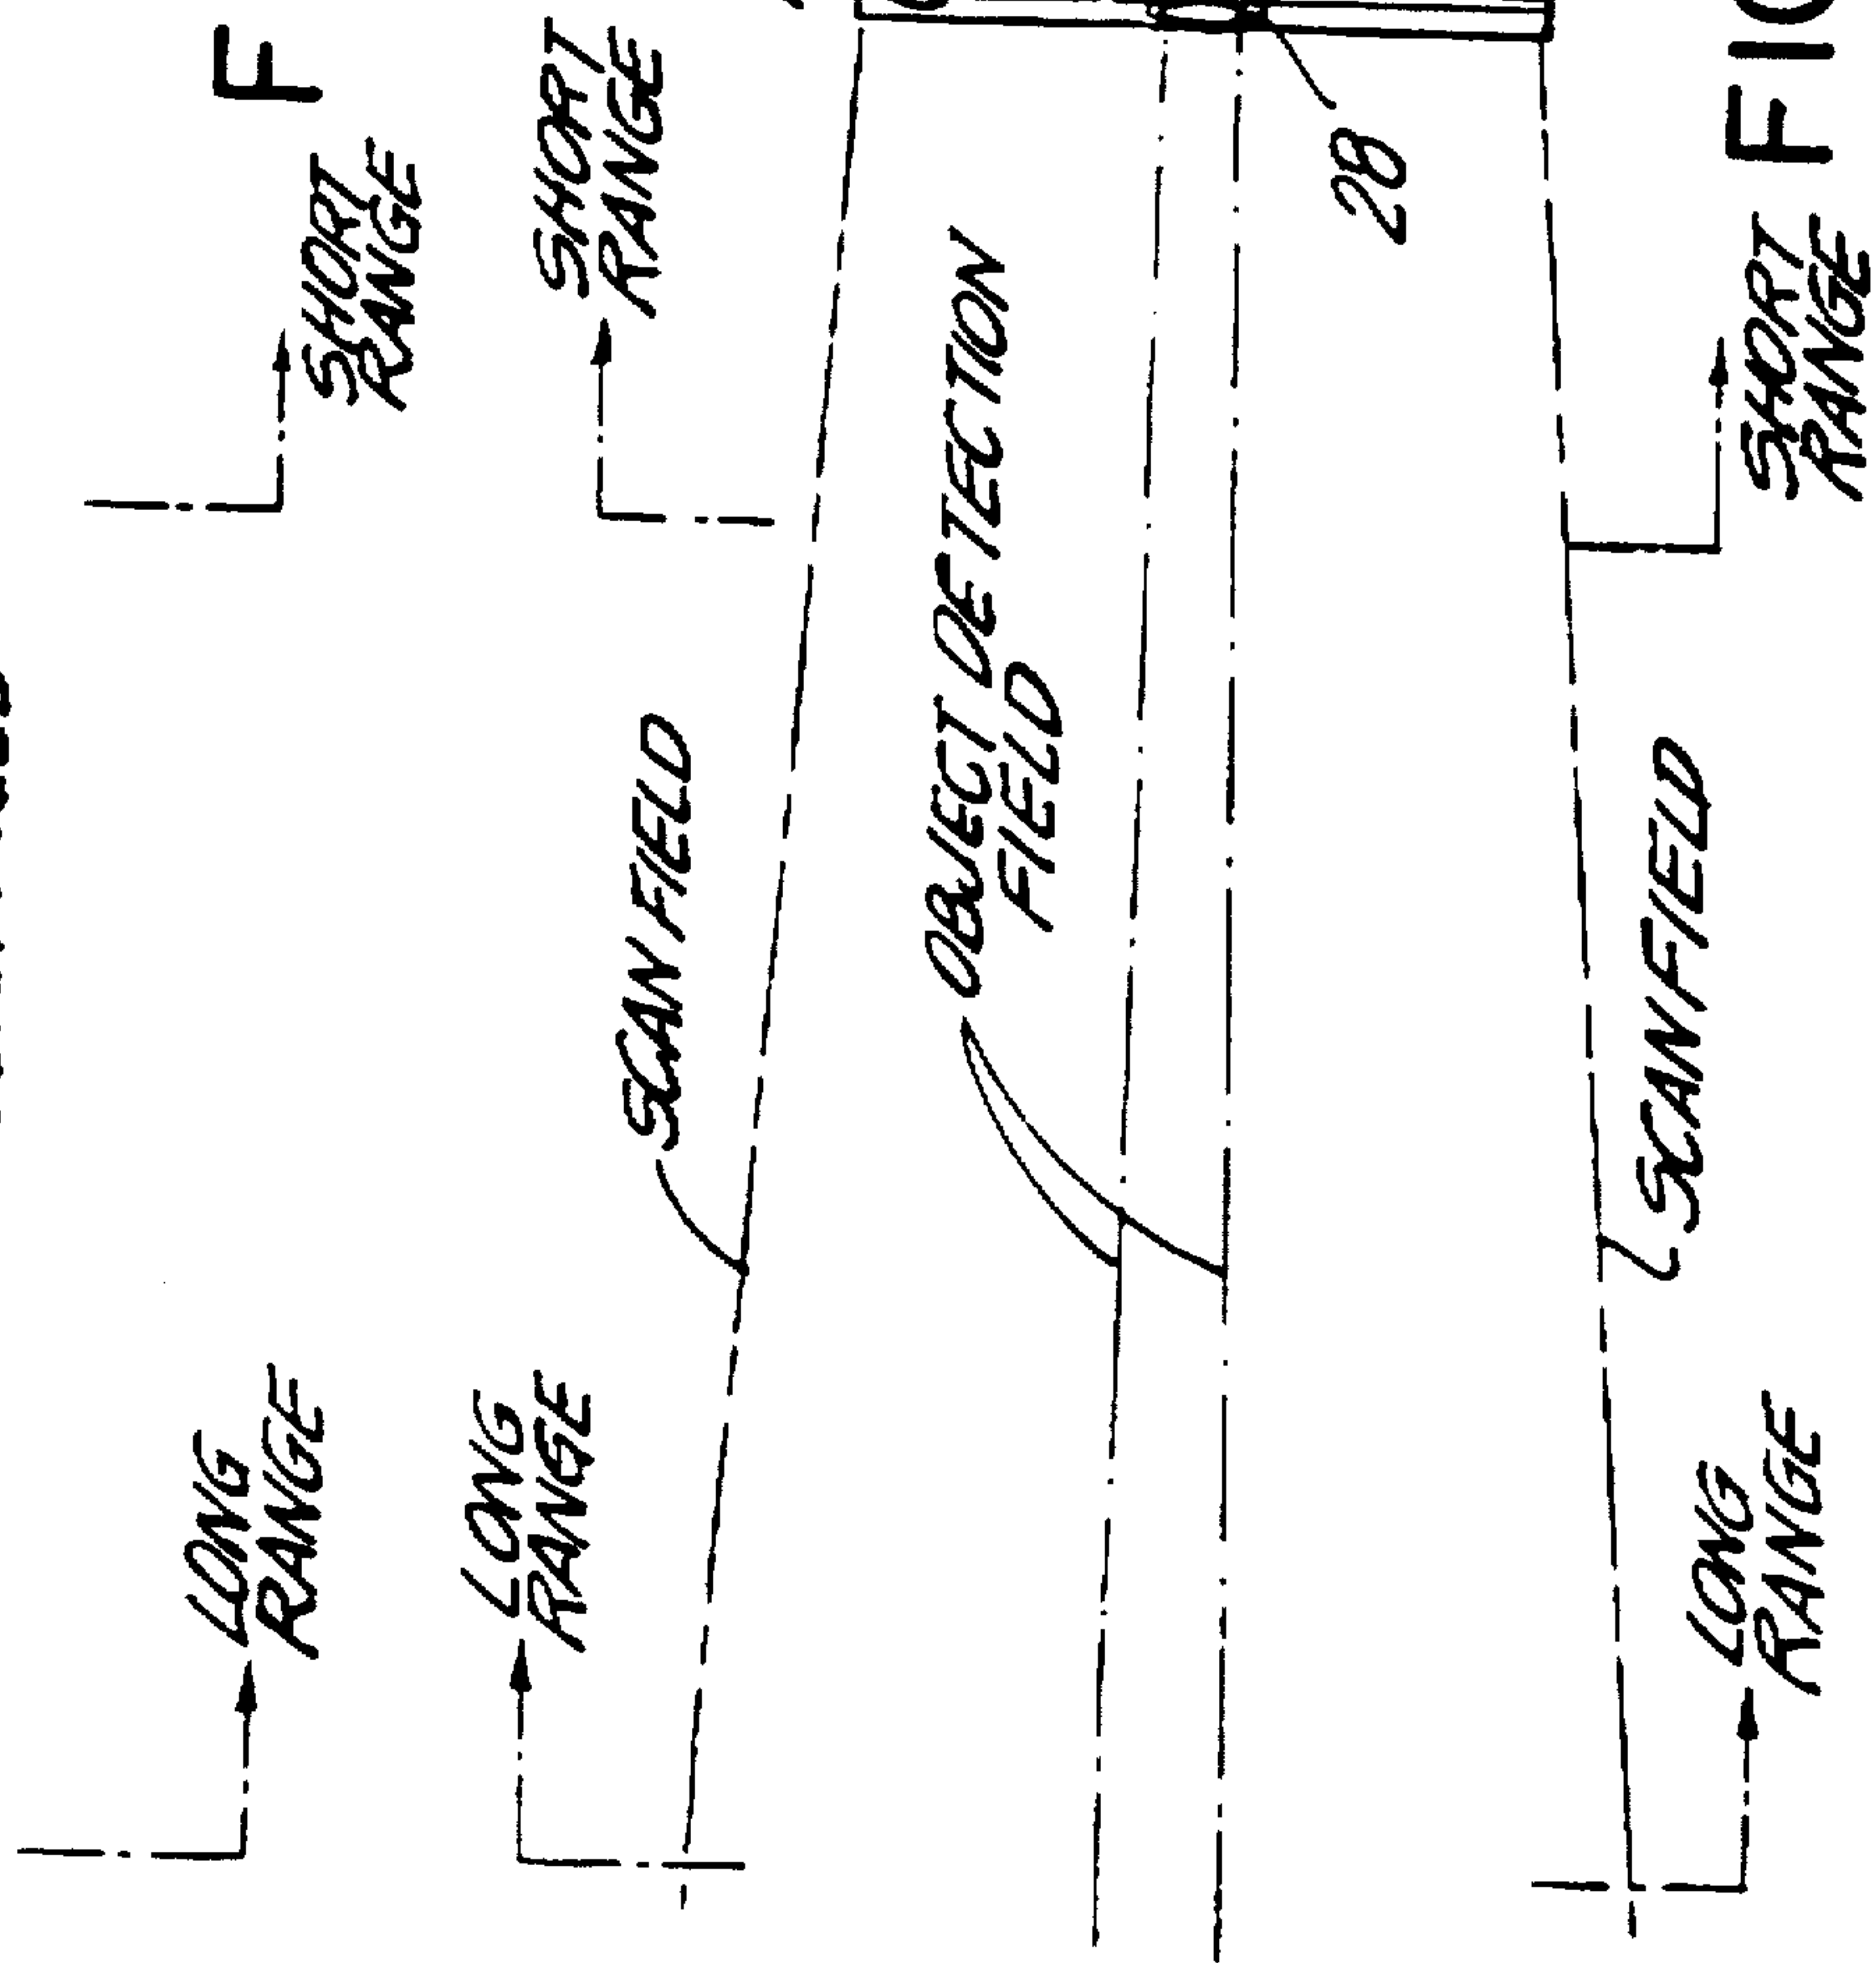 F
SHORT
RANGE
SHORT
RANGE
LONG
RANGE
LONG
RANGE
SCAN FIELD
OBJECT DETECTION
FIELD
28
SCAN FIELD
SHORT
RANGE
LONG
RANGE